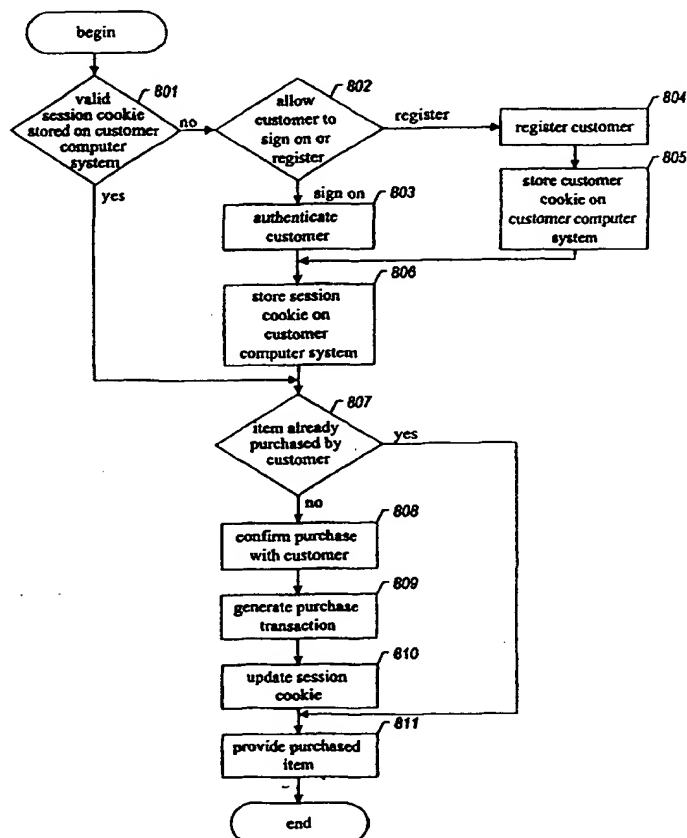 begin
801
valid
session cookie
stored on customer
computer
system
no
yes
802
allow
customer to
sign on or
register
register
804
register customer
805
store customer
cookie on
customer computer
system
sign on
803
authenticate
customer
806
store session
cookie on
customer
computer system
807
item already
purchased by
customer
yes
no
808
confirm purchase
with customer
809
generate purchase
transaction
810
update session
cookie
811
provide purchased
item
end